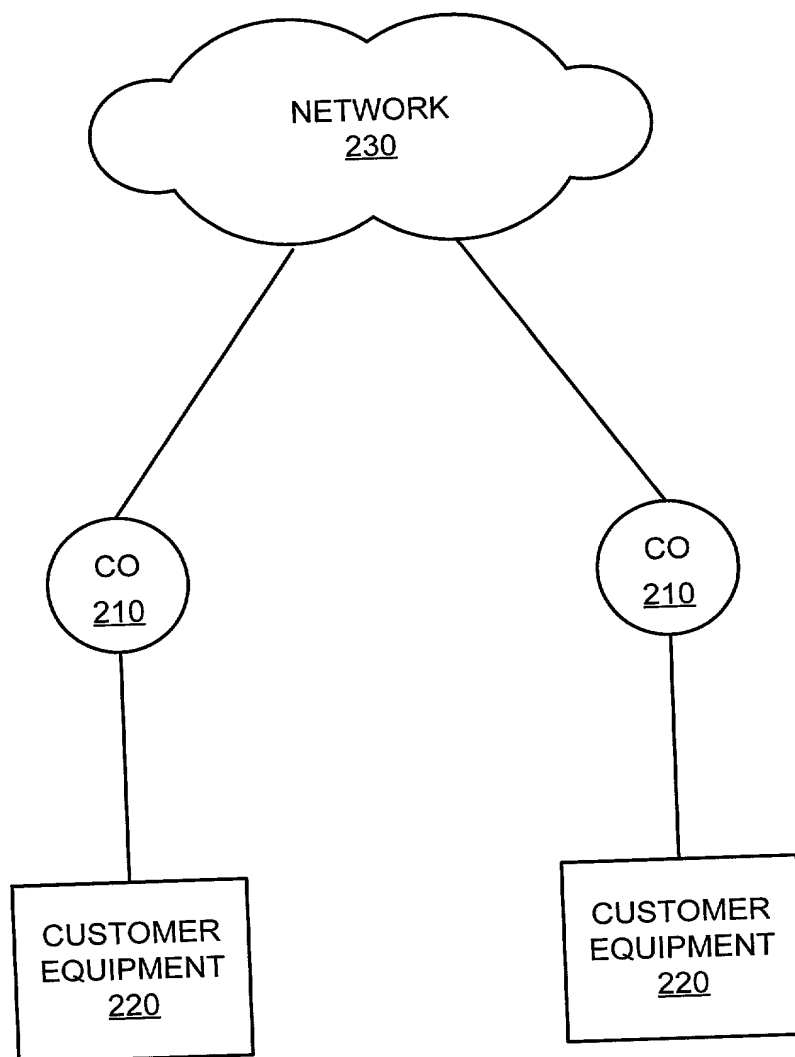 NETWORK
230
CO
210
CO
210
CUSTOMER
EQUIPMENT
220
CUSTOMER
EQUIPMENT
220